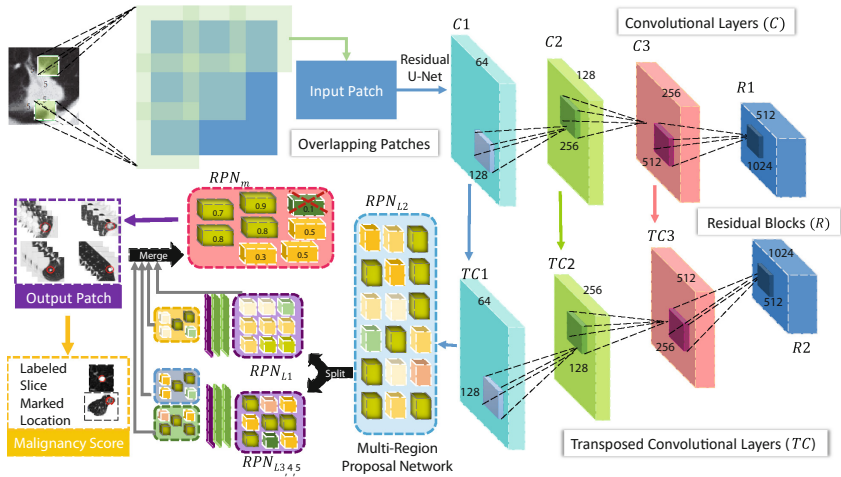 C1
Convolutional Layers (C)
64
C2
128
C3
256
R1
512
Residual
U-Net
Input Patch
Overlapping Patches
128
256
512
1024
RPN_m
0.7
0.9
0.1
0.8
0.8
0.5
0.3
0.5
Merge
Output Patch
RPN_L2
Residual Blocks (R)
TC1
64
TC2
256
TC3
512
1024
512
R2
256
128
128
RPN_L1
Split
Labeled
Slice
Marked
Location
Malignancy Score
RPN_L3,4,5
Multi-Region
Proposal Network
Transposed Convolutional Layers (TC)